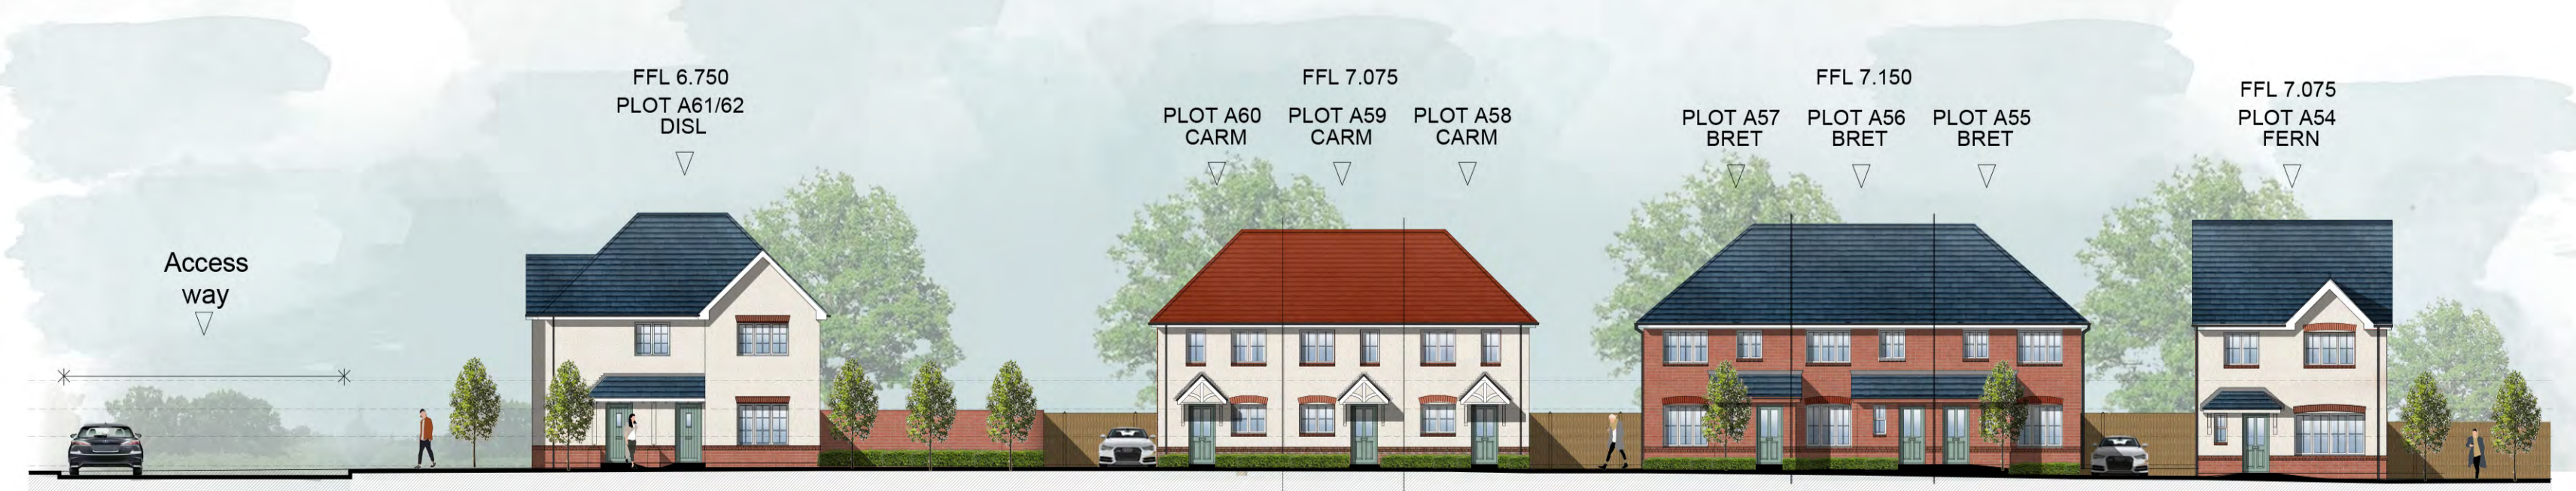 Access
way
FFL 6.750
PLOT A61/62
DISL
FFL 7.075
PLOT A60
CARM
PLOT A59
CARM
PLOT A58
CARM
FFL 7.150
PLOT A57
BRET
PLOT A56
BRET
PLOT A55
BRET
FFL 7.075
PLOT A54
FERN